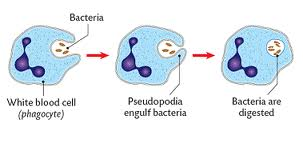 Bacteria
White blood cell
(phagocyte)
Pseudopodia
engulf bacteria
Bacteria are
digested